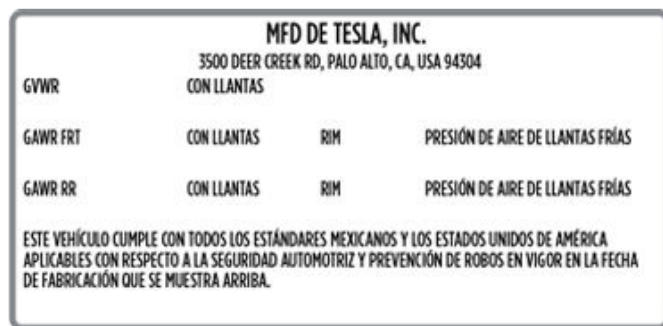 MFD DE TESLA, INC.
3500 DEER CREEK RD, PALO ALTO, CA, USA 94304
GVWR CON LLANTAS
GAWR FRT CON LLANTAS RIM PRESIÓN DE AIRE DE LLANTAS FRÍAS
GAWR RR CON LLANTAS RIM PRESIÓN DE AIRE DE LLANTAS FRÍAS
ESTE VEHÍCULO CUMPLE CON TODOS LOS ESTÁNDARES MEXICANOS Y LOS ESTADOS UNIDOS DE AMÉRICA
APLICABLES CON RESPECTO A LA SEGURIDAD AUTOMOTRIZ Y PREVENCIÓN DE ROBOS EN VIGOR EN LA FECHA
DE FABRICACIÓN QUE SE MUESTRA ARRIBA.